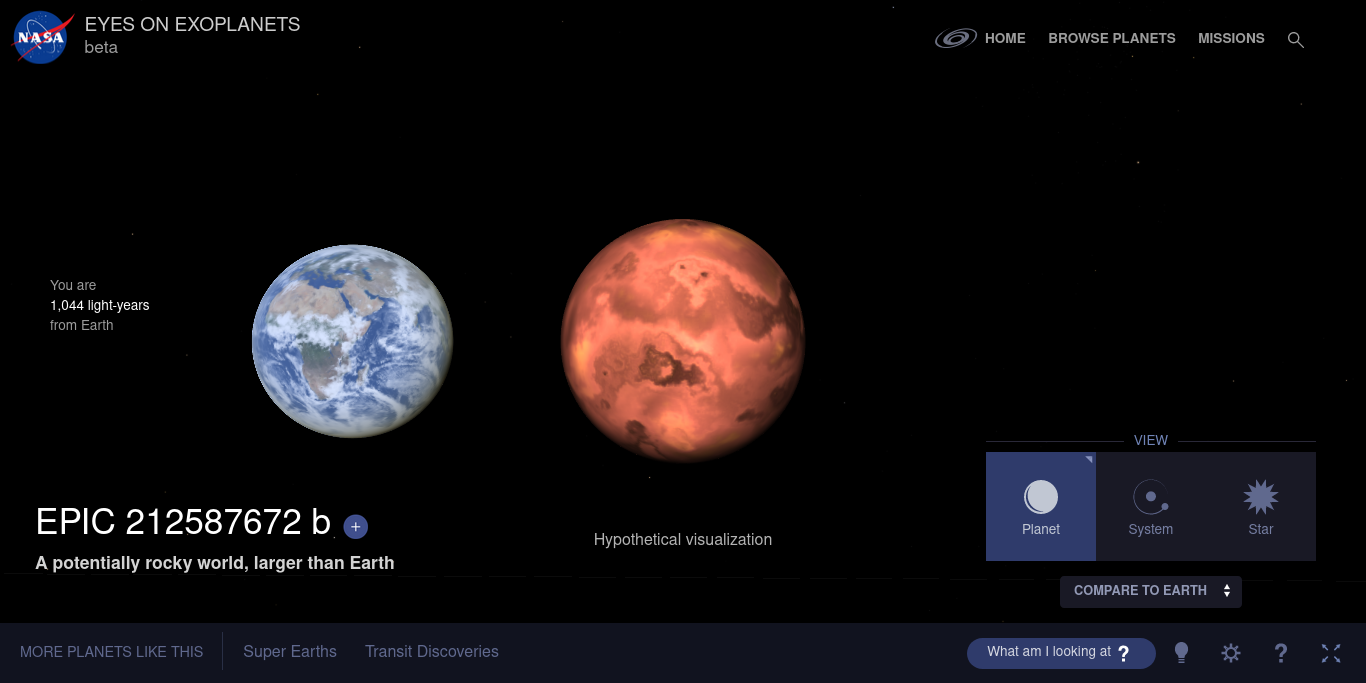 NASA
EYES ON EXOPLANETS
beta
HOME
BROWSE PLANETS
MISSIONS
You are
1,044 light-years
from Earth
EPIC 212587672 b +
A potentially rocky world, larger than Earth
Hypothetical visualization
VIEW
Planet
System
Star
COMPARE TO EARTH
MORE PLANETS LIKE THIS
Super Earths
Transit Discoveries
What am I looking at ?
?